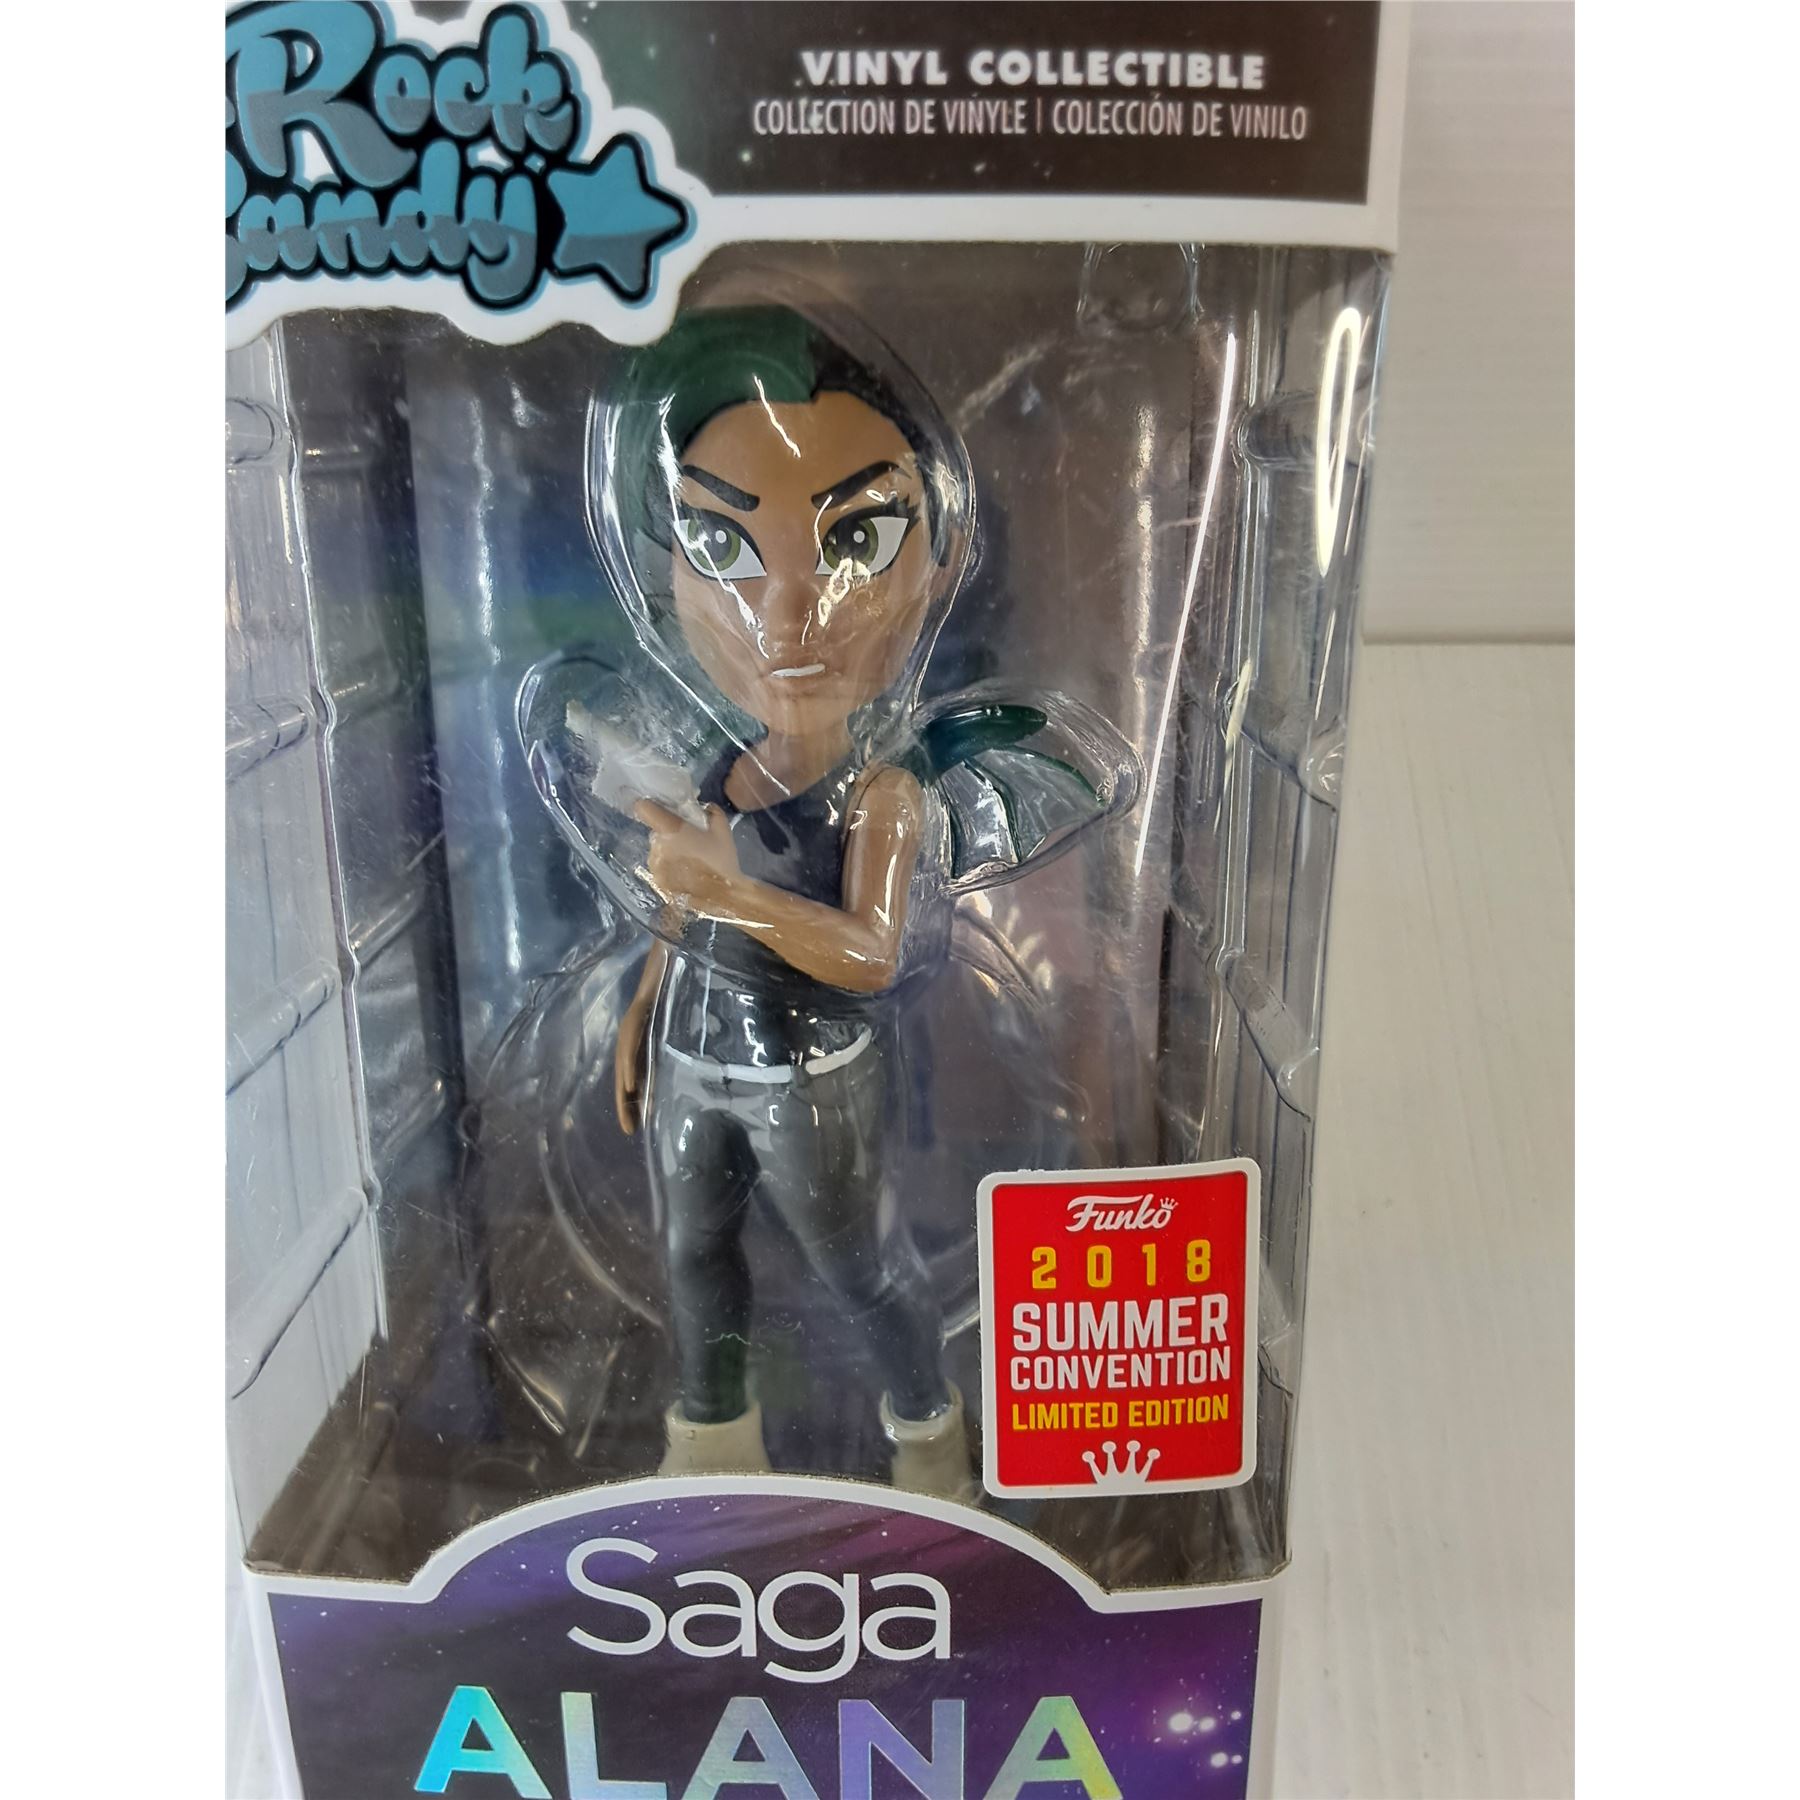 Rock
Candy
VINYL COLLECTIBLE
COLLECTION DE VINYLE | COLECCIÓN DE VINILO
Funko
2018
SUMMER
CONVENTION
LIMITED EDITION
Saga
ALANA